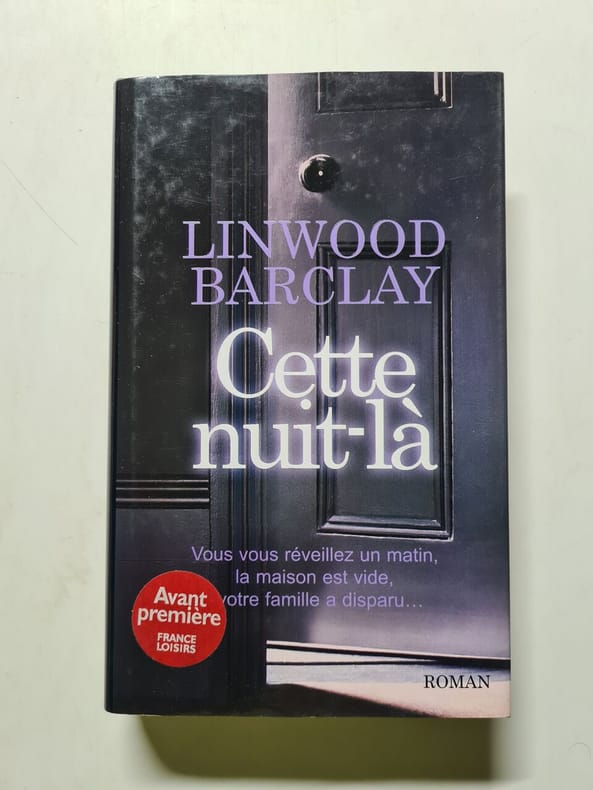 LINWOOD
BARCLAY
Cette
nuit-là
Vous vous réveillez un matin,
la maison est vide,
votre famille a disparu...
Avant
première
FRANCE
LOISIRS
ROMAN